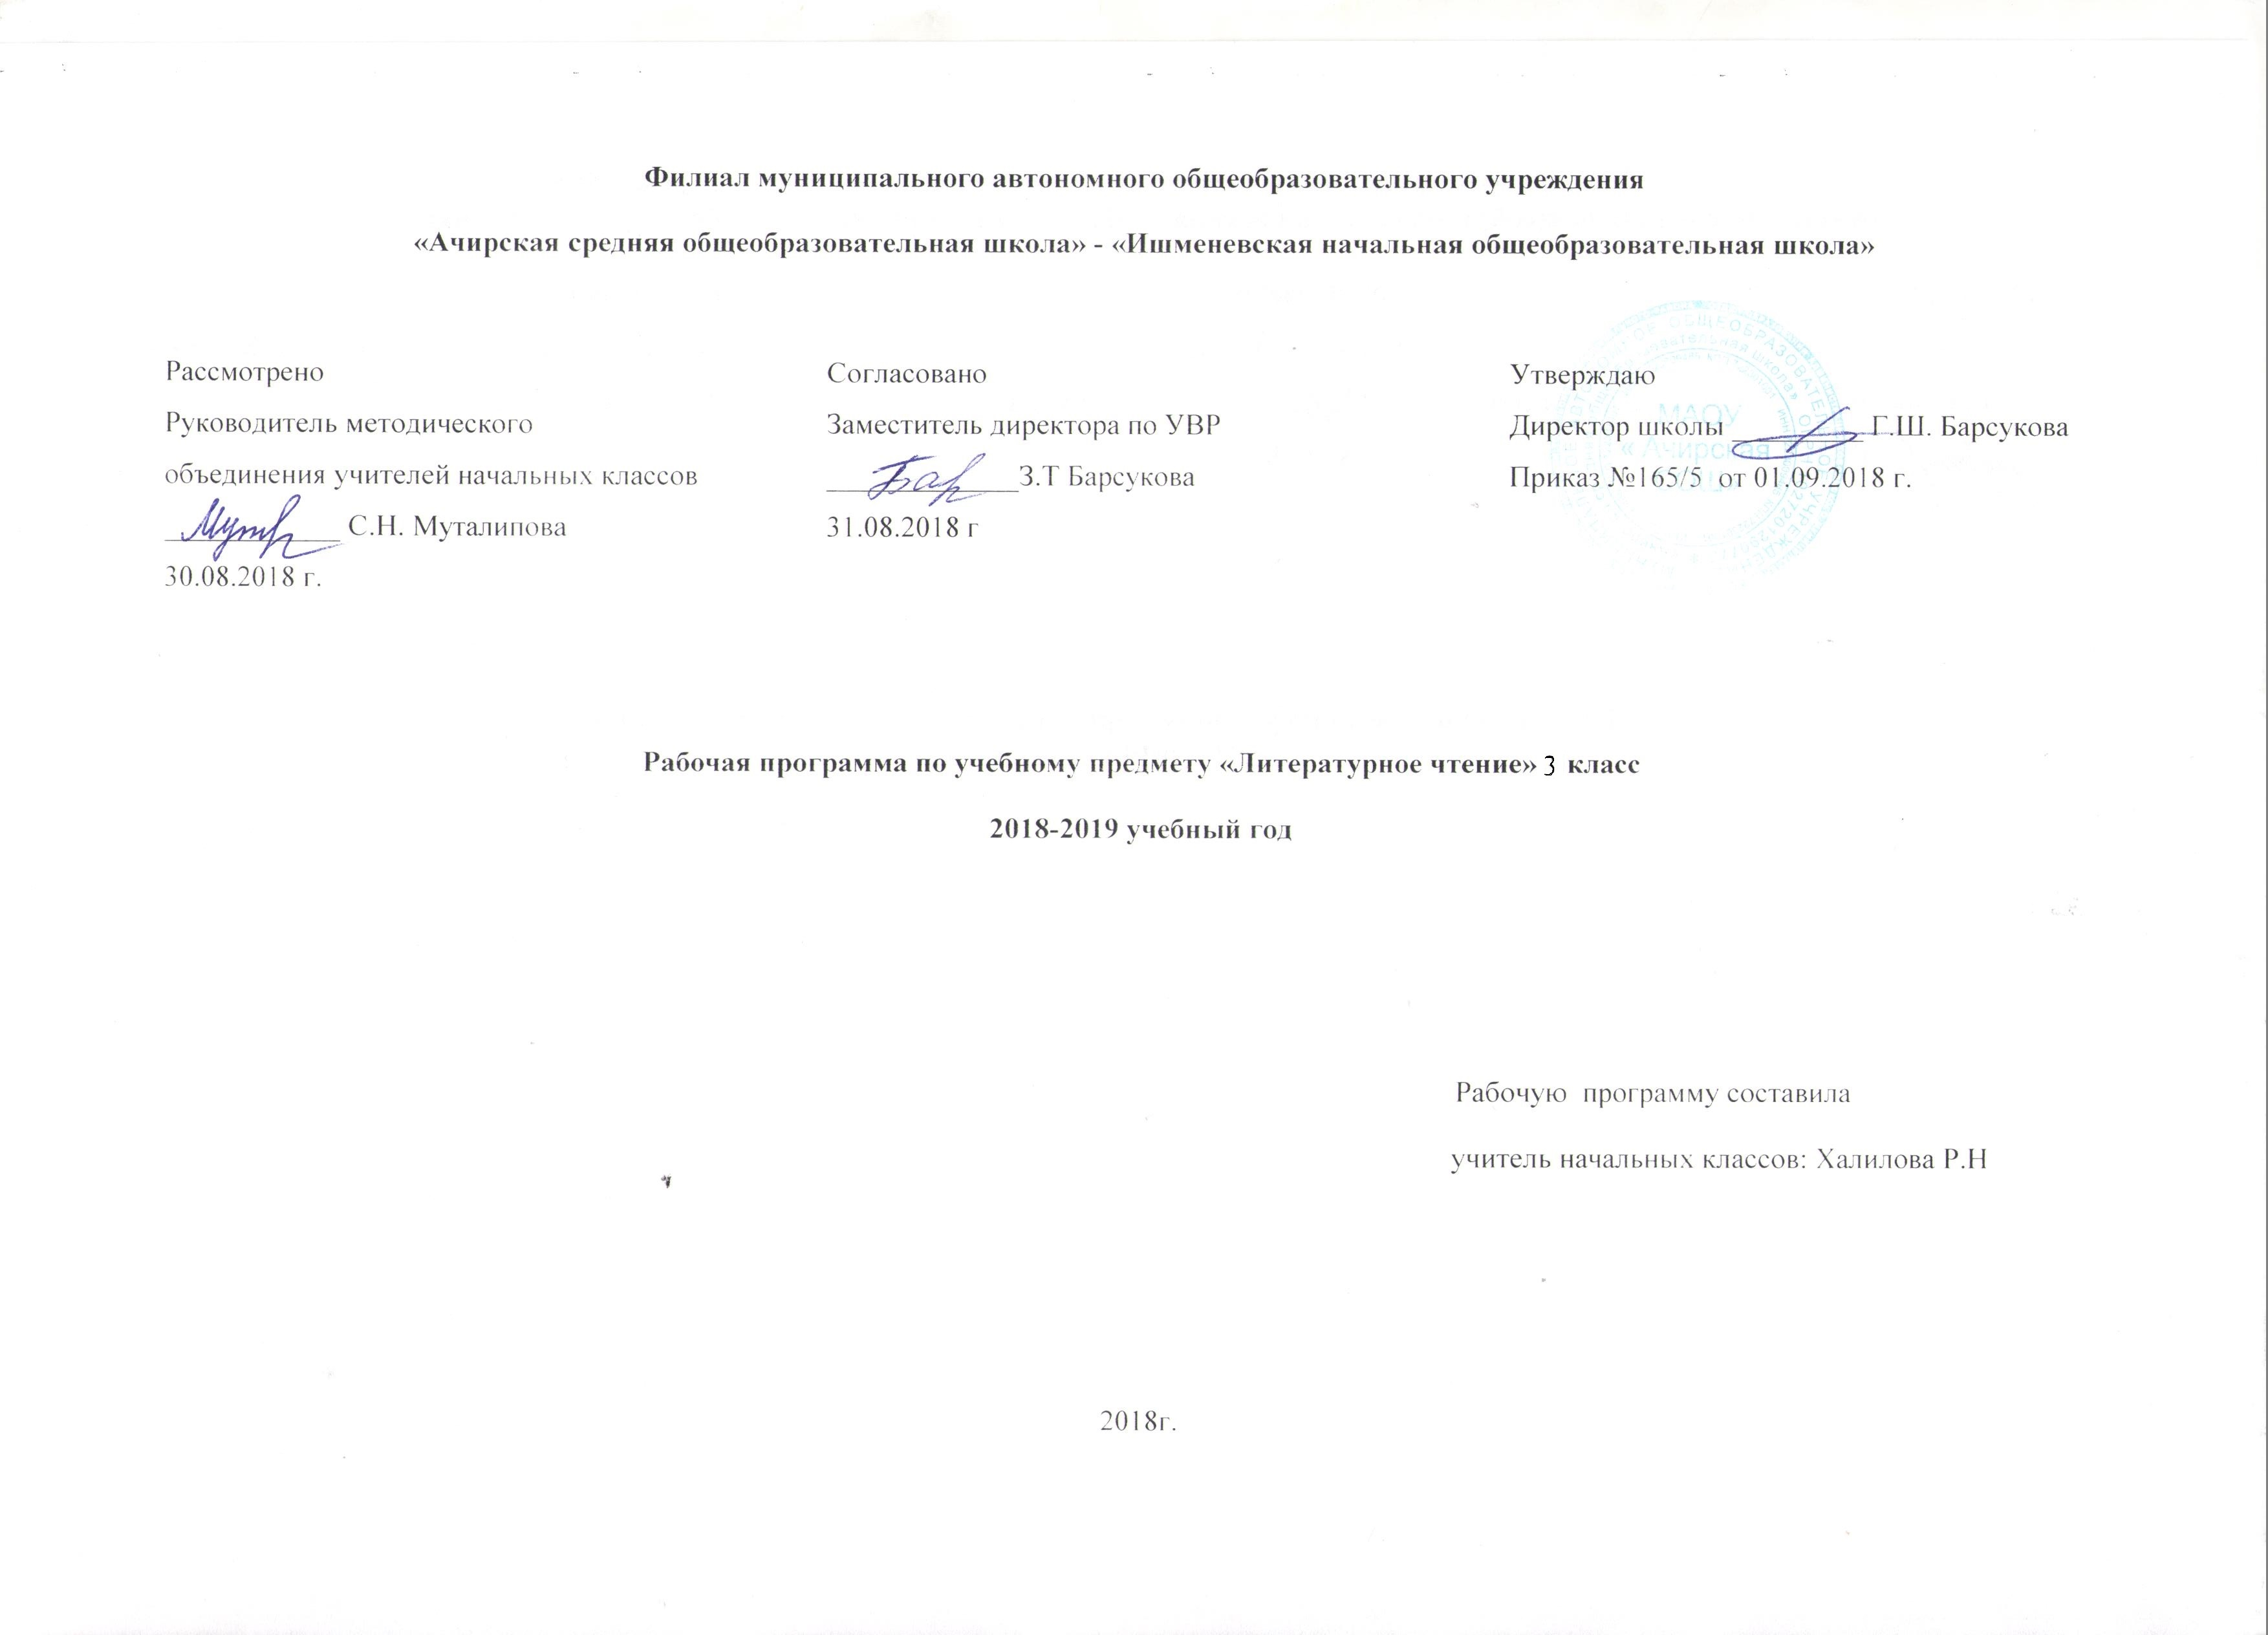 Филиал муниципального автономного общеобразовательного учреждения
«Ачирская средняя общеобразовательная школа» - «Ишменевская начальная общеобразовательная школа»
Рассмотрено
Руководитель методического
объединения учителей начальных классов
С.Н. Муталипова
30.08.2018 г.
Согласовано
Заместитель директора по УВР
Бар З.Т Барсукова
31.08.2018 г
Утверждаю
Директор школы Г.Ш. Барсукова
Приказ №165/5 от 01.09.2018 г.
МАОУ
« Ачирская
Рабочая программа по учебному предмету «Литературное чтение» 3 класс
2018-2019 учебный год
Рабочую программу составила
учитель начальных классов: Халилова Р.Н
2018г.